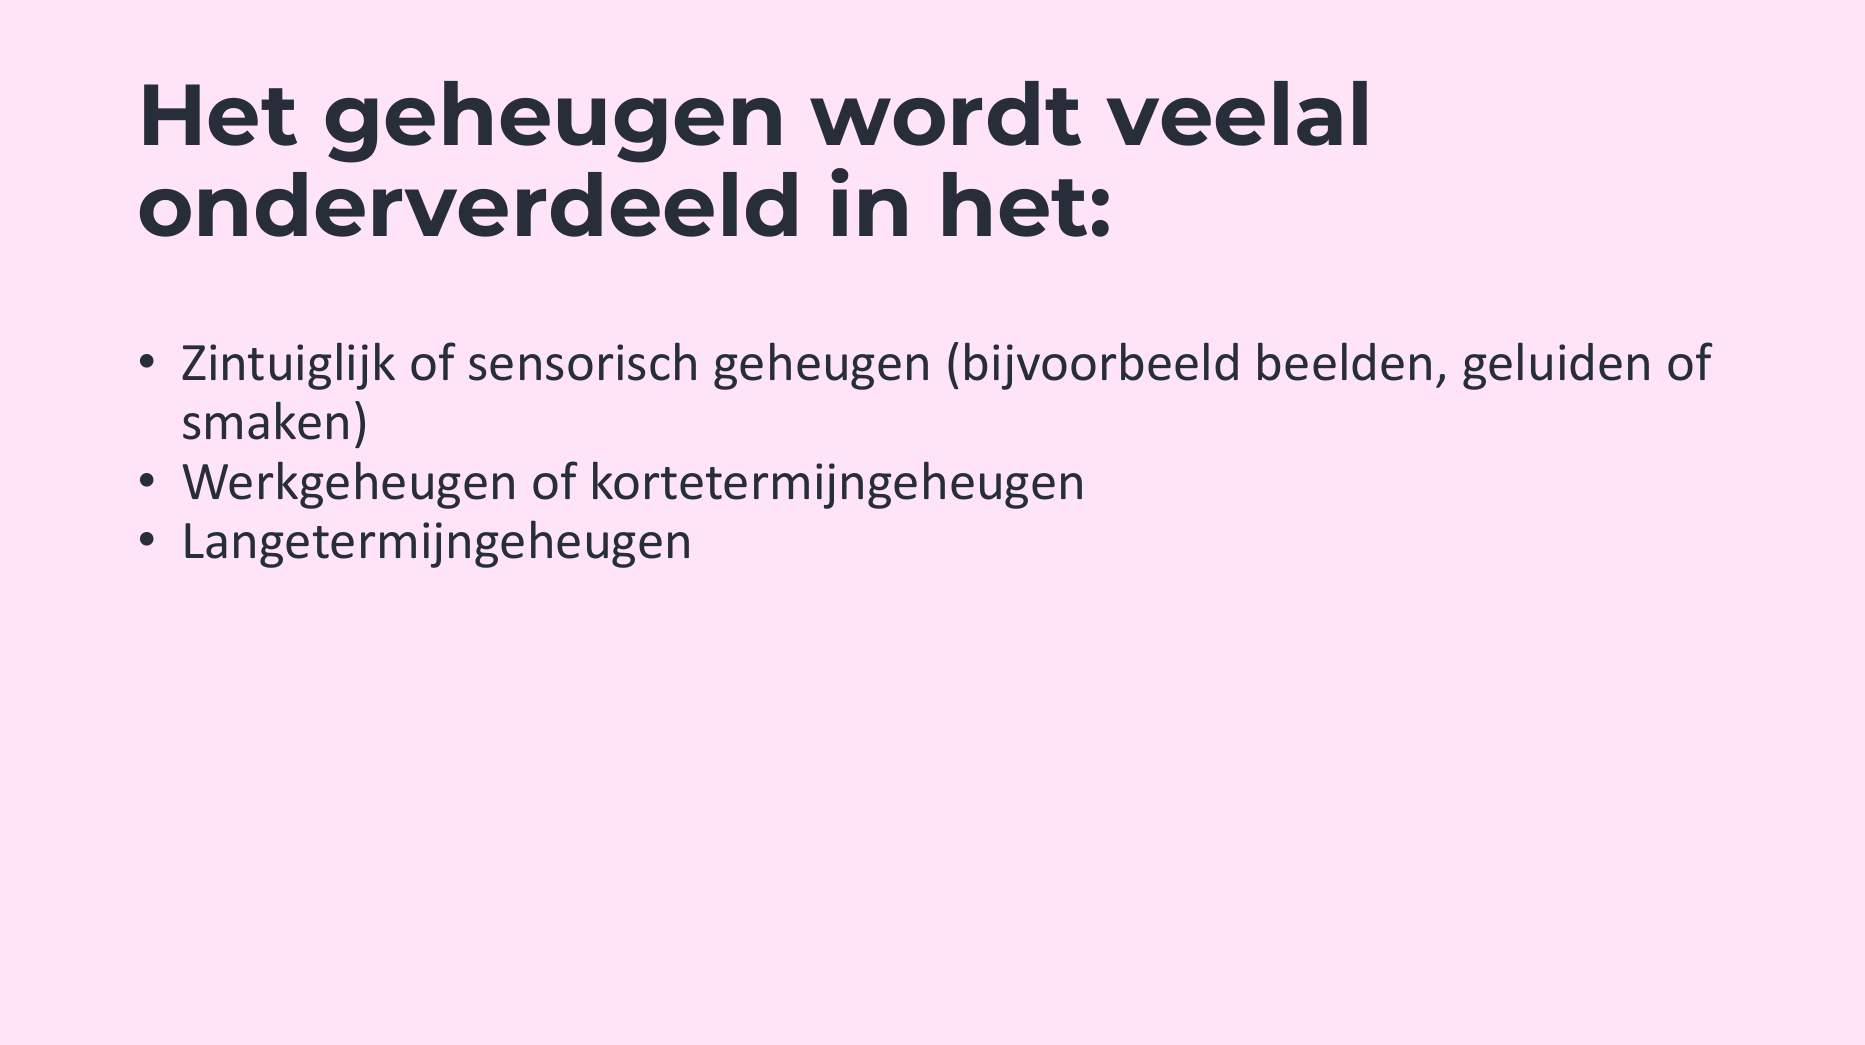 Het geheugen wordt veelal
onderverdeeld in het:
• Zintuiglijk of sensorisch geheugen (bijvoorbeeld beelden, geluiden of
smaken)
• Werkgeheugen of kortetermijngeheugen
• Langetermijngeheugen